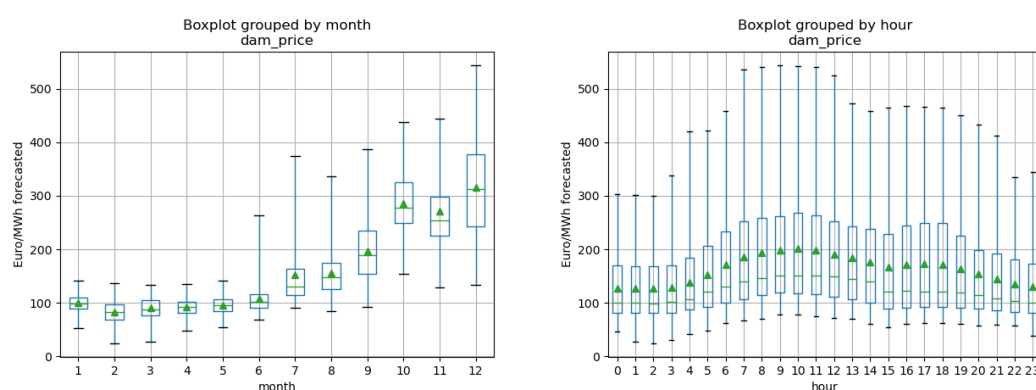 Boxplot grouped by month
dam_price
Euro/MWh forecasted
500
400
300
200
100
0
1 2 3 4 5 6 7 8 9 10 11 12
month
Boxplot grouped by hour
dam_price
Euro/MWh forecasted
500
400
300
200
100
0
0 1 2 3 4 5 6 7 8 9 10 11 12 13 14 15 16 17 18 19 20 21 22 23
hour